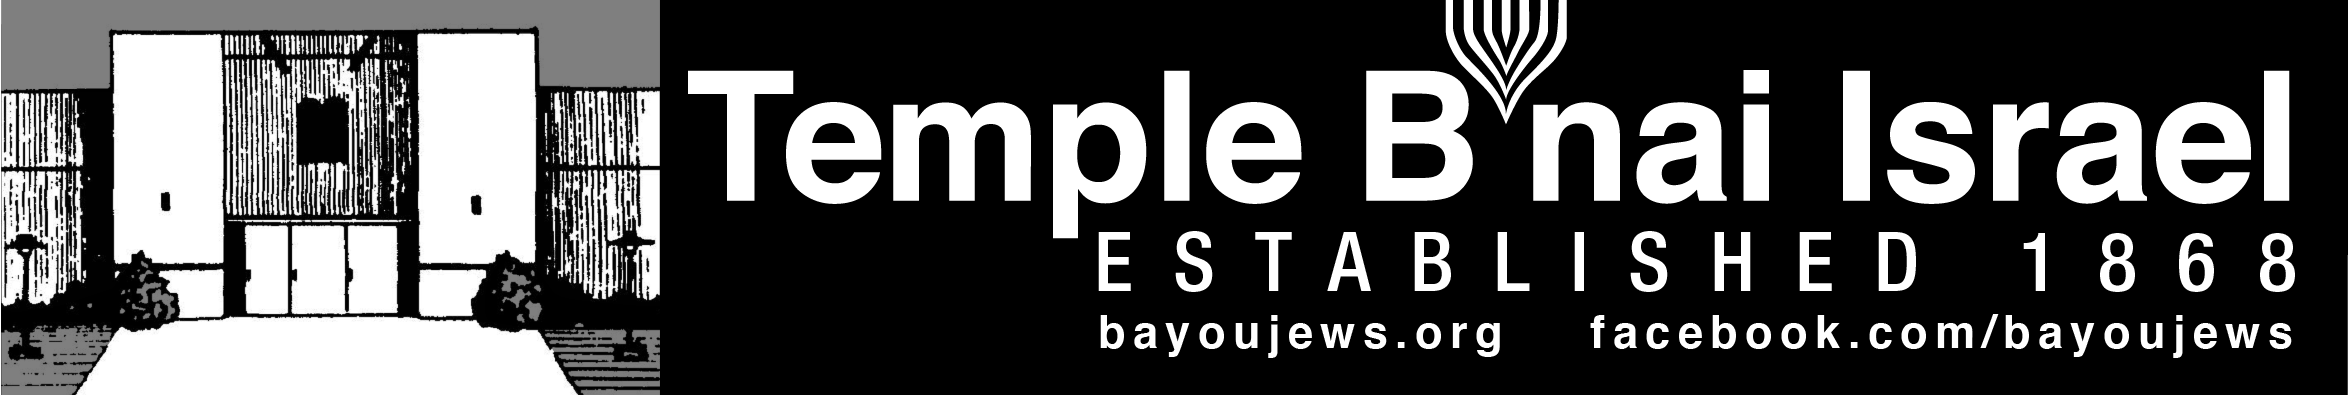 Temple B'nai Israel
ESTABLISHED 1868
bayoujews.org facebook.com/bayoujews